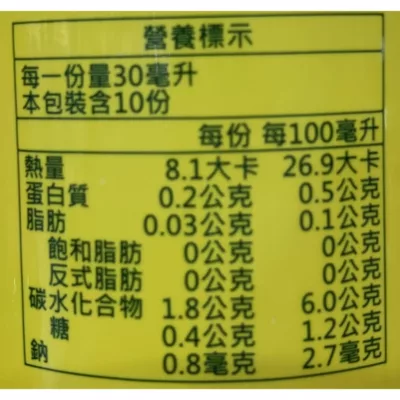 營養標示
每一份量30毫升
本包裝含10份
每份 每100毫升
熱量 8.1大卡 26.9大卡
蛋白質 0.2公克 0.5公克
脂肪 0.03公克 0.1公克
飽和脂肪 0公克 0公克
反式脂肪 0公克 0公克
碳水化合物 1.8公克 6.0公克
糖 0.4公克 1.2公克
鈉 0.8毫克 2.7毫克